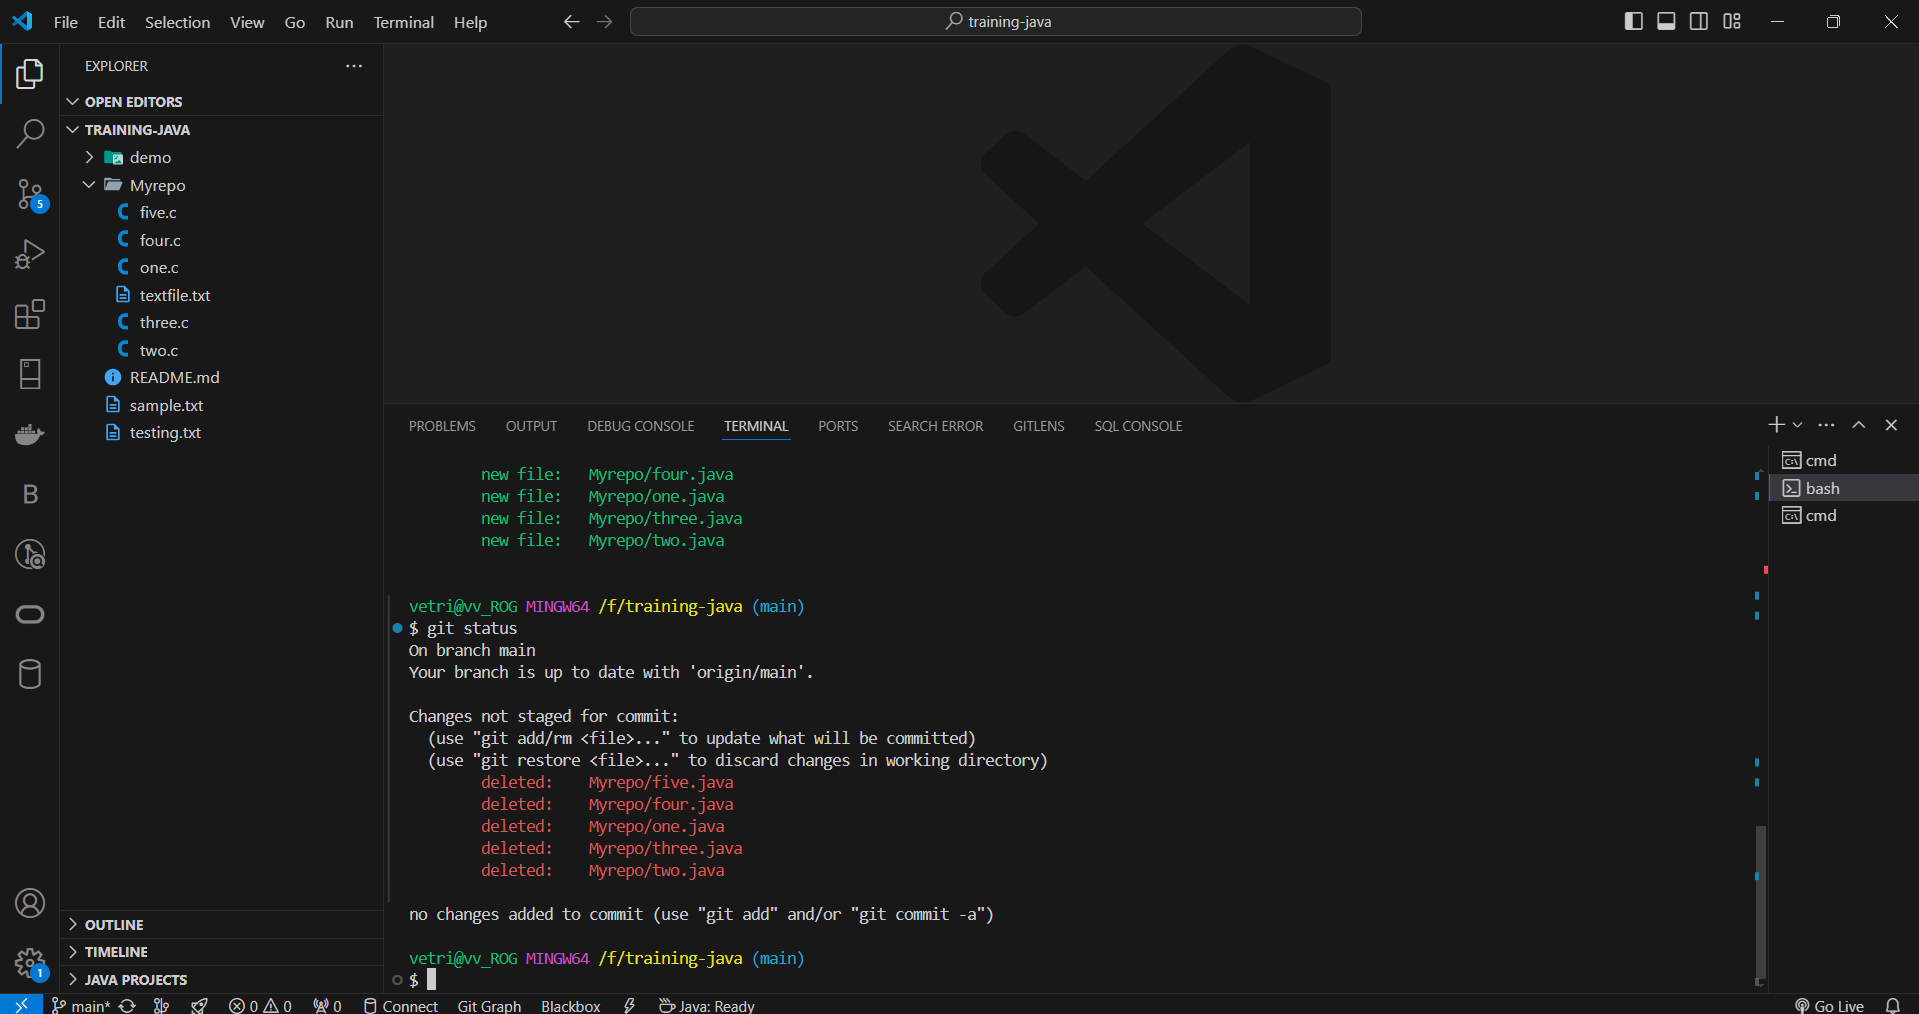 File Edit Selection View Go Run Terminal Help
training-java
EXPLORER
OPEN EDITORS
TRAINING-JAVA
demo
Myrepo
five.c
four.c
one.c
textfile.txt
three.c
two.c
README.md
sample.txt
testing.txt
5
B
1
OUTLINE
TIMELINE
JAVA PROJECTS
PROBLEMS OUTPUT DEBUG CONSOLE TERMINAL PORTS SEARCH ERROR GITLENS SQL CONSOLE
new file: Myrepo/four.java
new file: Myrepo/one.java
new file: Myrepo/three.java
new file: Myrepo/two.java
vetri@vv_ROG MINGW64 /f/training-java (main)
$ git status
On branch main
Your branch is up to date with 'origin/main'.
Changes not staged for commit:
(use "git add/rm <file>..." to update what will be committed)
(use "git restore <file>..." to discard changes in working directory)
deleted: Myrepo/five.java
deleted: Myrepo/four.java
deleted: Myrepo/one.java
deleted: Myrepo/three.java
deleted: Myrepo/two.java
no changes added to commit (use "git add" and/or "git commit -a")
vetri@vv_ROG MINGW64 /f/training-java (main)
$
cmd
bash
cmd
main* 0 0 0 Connect Git Graph Blackbox Java: Ready Go Live